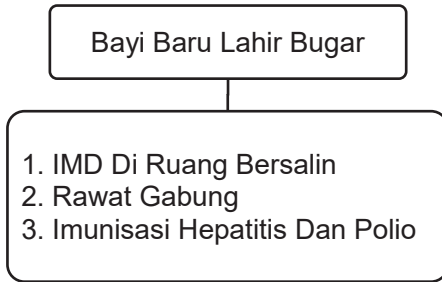 Bayi Baru Lahir Bugar
1. IMD Di Ruang Bersalin
2. Rawat Gabung
3. Imunisasi Hepatitis Dan Polio